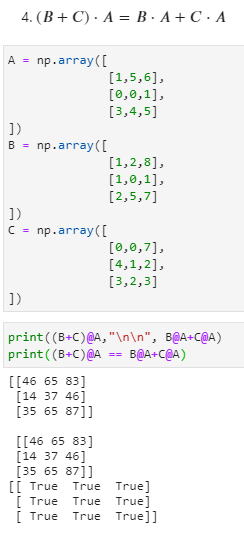 4. (B + C) · A = B · A + C · A
A = np.array([
[1,5,6],
[0,0,1],
[3,4,5]
])
B = np.array([
[1,2,8],
[1,0,1],
[2,5,7]
])
C = np.array([
[0,0,7],
[4,1,2],
[3,2,3]
])
print((B+C)@A,"\n\n", B@A+C@A)
print((B+C)@A == B@A+C@A)
[[46 65 83]
[14 37 46]
[35 65 87]]
[[46 65 83]
[14 37 46]
[35 65 87]]
[[ True True True]
[ True True True]
[ True True True]]